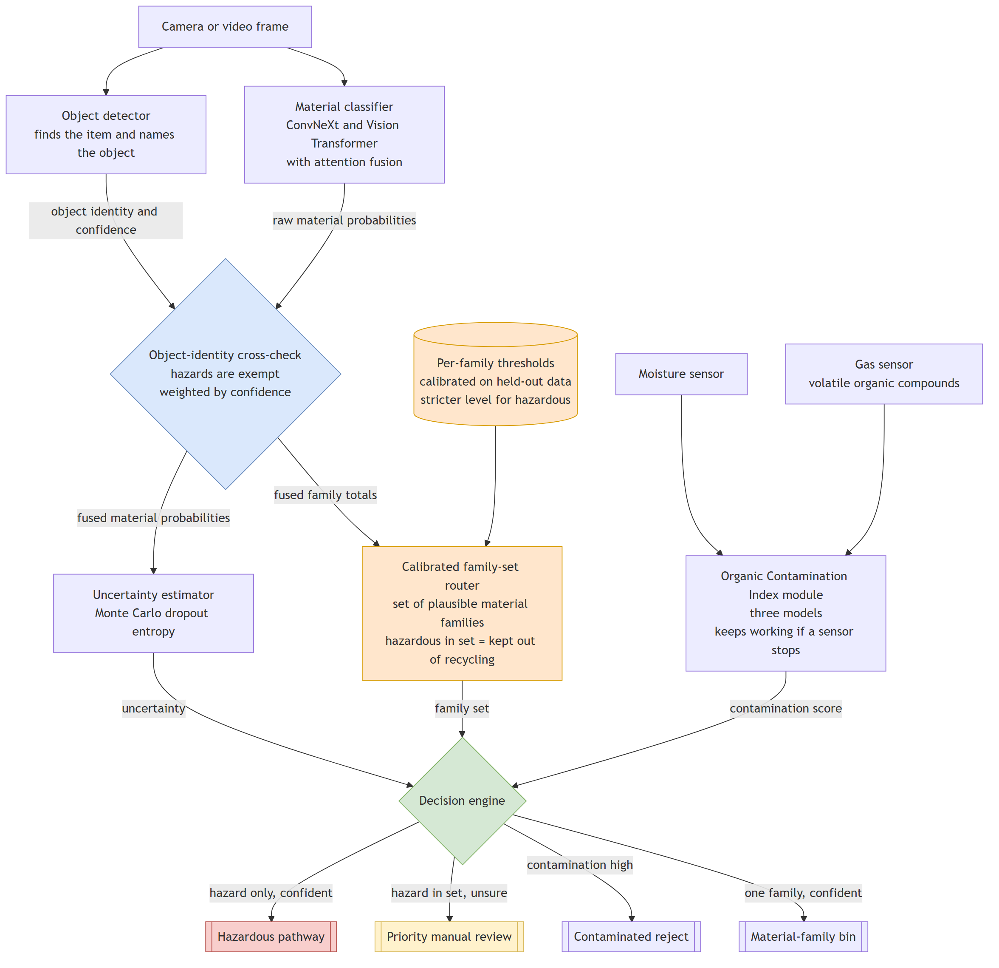 Camera or video frame
Object detector
finds the item and names
the object
Material classifier
ConvNeXt and Vision
Transformer
with attention fusion
object identity and
confidence
raw material probabilities
Object-identity cross-check
hazards are exempt
weighted by confidence
Per-family thresholds
calibrated on held-out data
stricter level for hazardous
Moisture sensor
Gas sensor
volatile organic compounds
fused family totals
fused material probabilities
Uncertainty estimator
Monte Carlo dropout
entropy
Calibrated family-set
router
set of plausible material
families
hazardous in set = kept out
of recycling
Organic Contamination
Index module
three models
keeps working if a sensor
stops
uncertainty
family set
contamination score
Decision engine
contamination high
hazard only, confident
hazard in set, unsure
one family, confident
Hazardous pathway
Priority manual review
Contaminated reject
Material-family bin